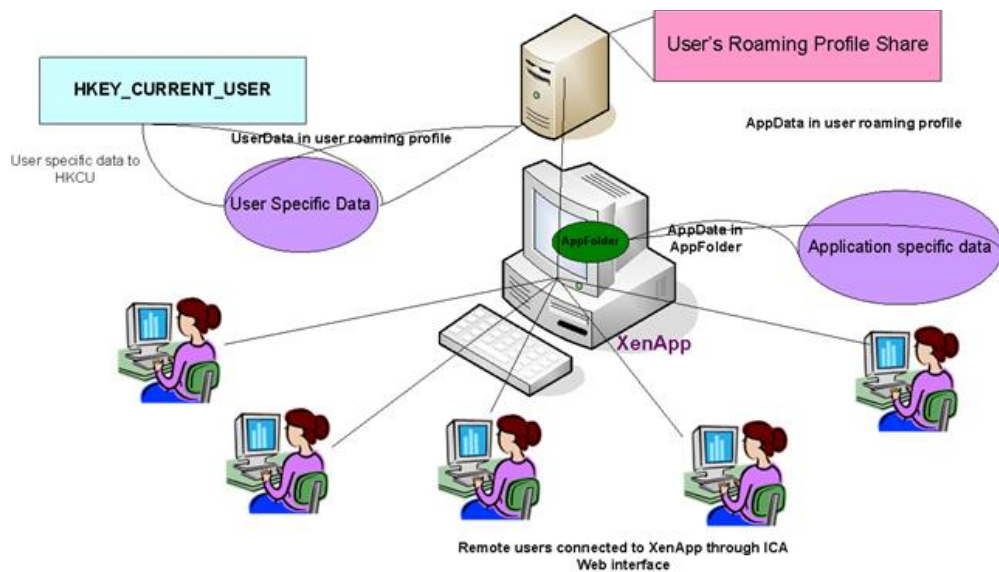 User's Roaming Profile Share
HKEY_CURRENT_USER
UserData in user roaming profile
AppData in user roaming profile
User specific data to
HKCU
User Specific Data
AppFolder
AppData in
AppFolder
Application specific data
XenApp
Remote users connected to XenApp through ICA
Web interface